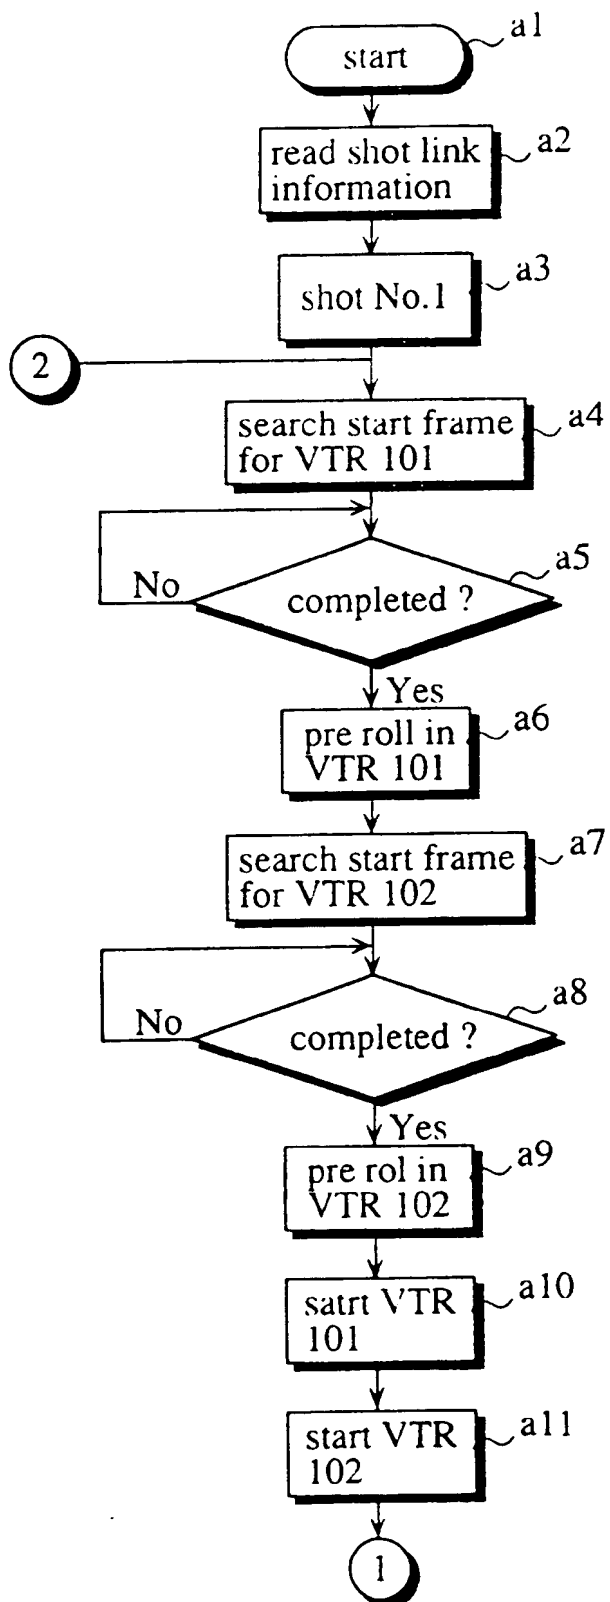 a1
start
a2
read shot link
information
a3
shot No.1
2
a4
search start frame
for VTR 101
a5
No
completed ?
Yes
a6
pre roll in
VTR 101
a7
search start frame
for VTR 102
a8
No
completed ?
Yes
a9
pre rol in
VTR 102
a10
satrt VTR
101
a11
start VTR
102
1